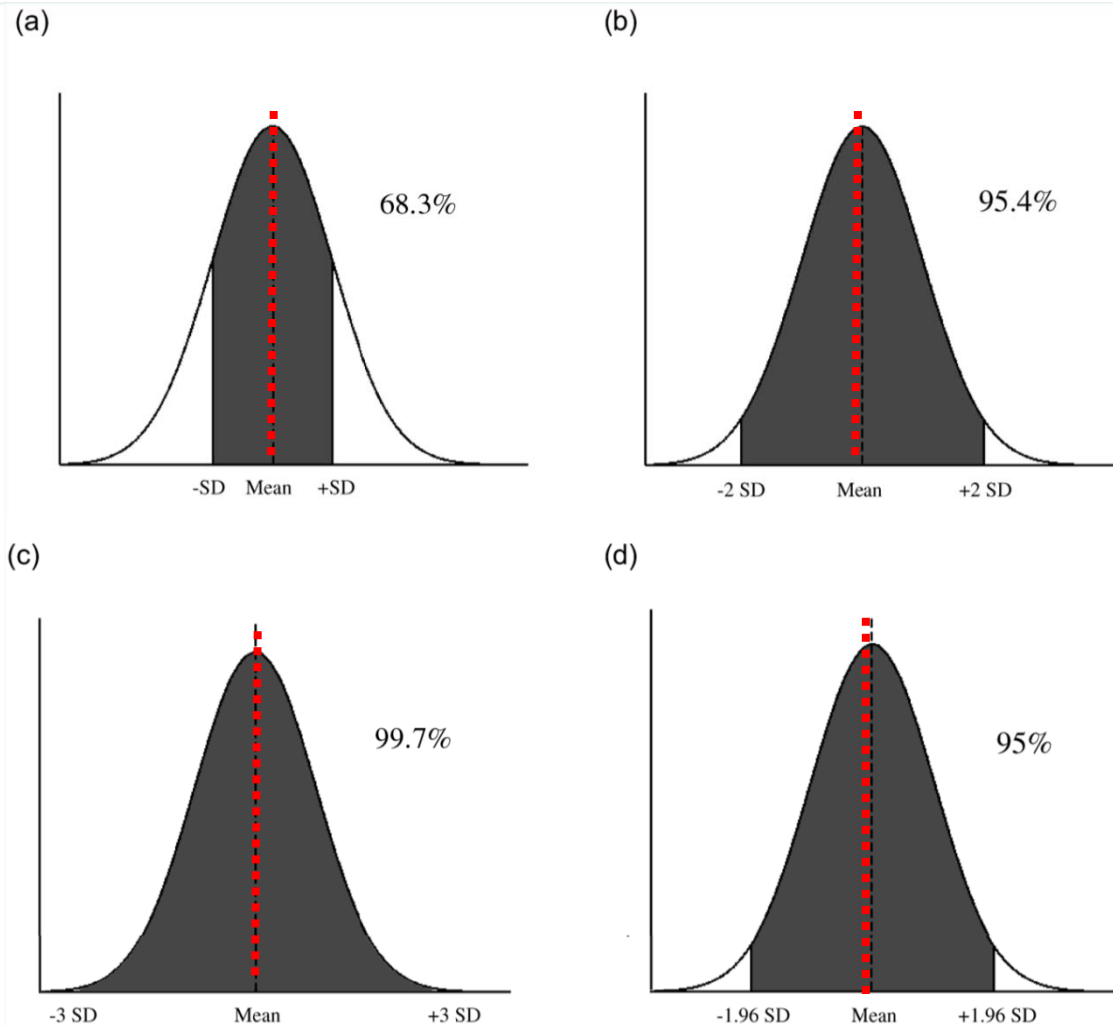 (a)
68.3%
-SD Mean +SD
(b)
95.4%
-2 SD Mean +2 SD
(c)
99.7%
-3 SD Mean +3 SD
(d)
95%
-1.96 SD Mean +1.96 SD